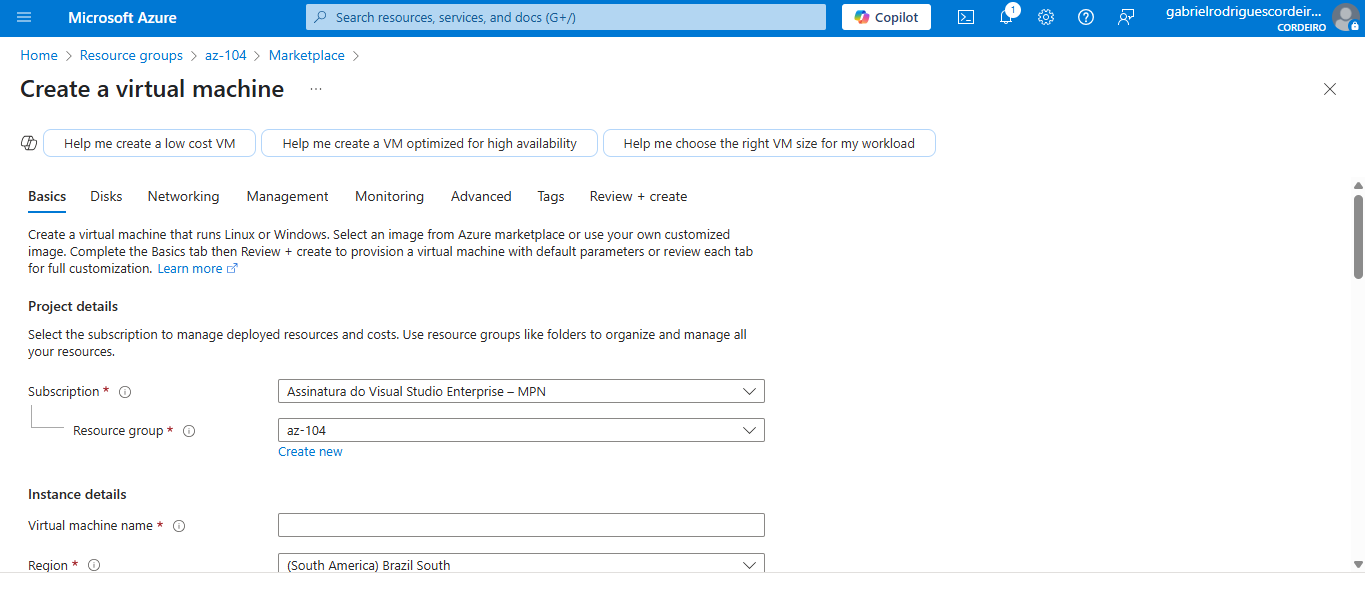 Microsoft Azure
Search resources, services, and docs (G+/)
Copilot
1
gabrielrodriguescordeir...
CORDEIRO
Home > Resource groups > az-104 > Marketplace >
Create a virtual machine ...
Help me create a low cost VM
Help me create a VM optimized for high availability
Help me choose the right VM size for my workload
Basics Disks Networking Management Monitoring Advanced Tags Review + create
Create a virtual machine that runs Linux or Windows. Select an image from Azure marketplace or use your own customized
image. Complete the Basics tab then Review + create to provision a virtual machine with default parameters or review each tab
for full customization. Learn more
Project details
Select the subscription to manage deployed resources and costs. Use resource groups like folders to organize and manage all
your resources.
Subscription * Assinatura do Visual Studio Enterprise – MPN
Resource group * az-104
Create new
Instance details
Virtual machine name *
Region * (South America) Brazil South